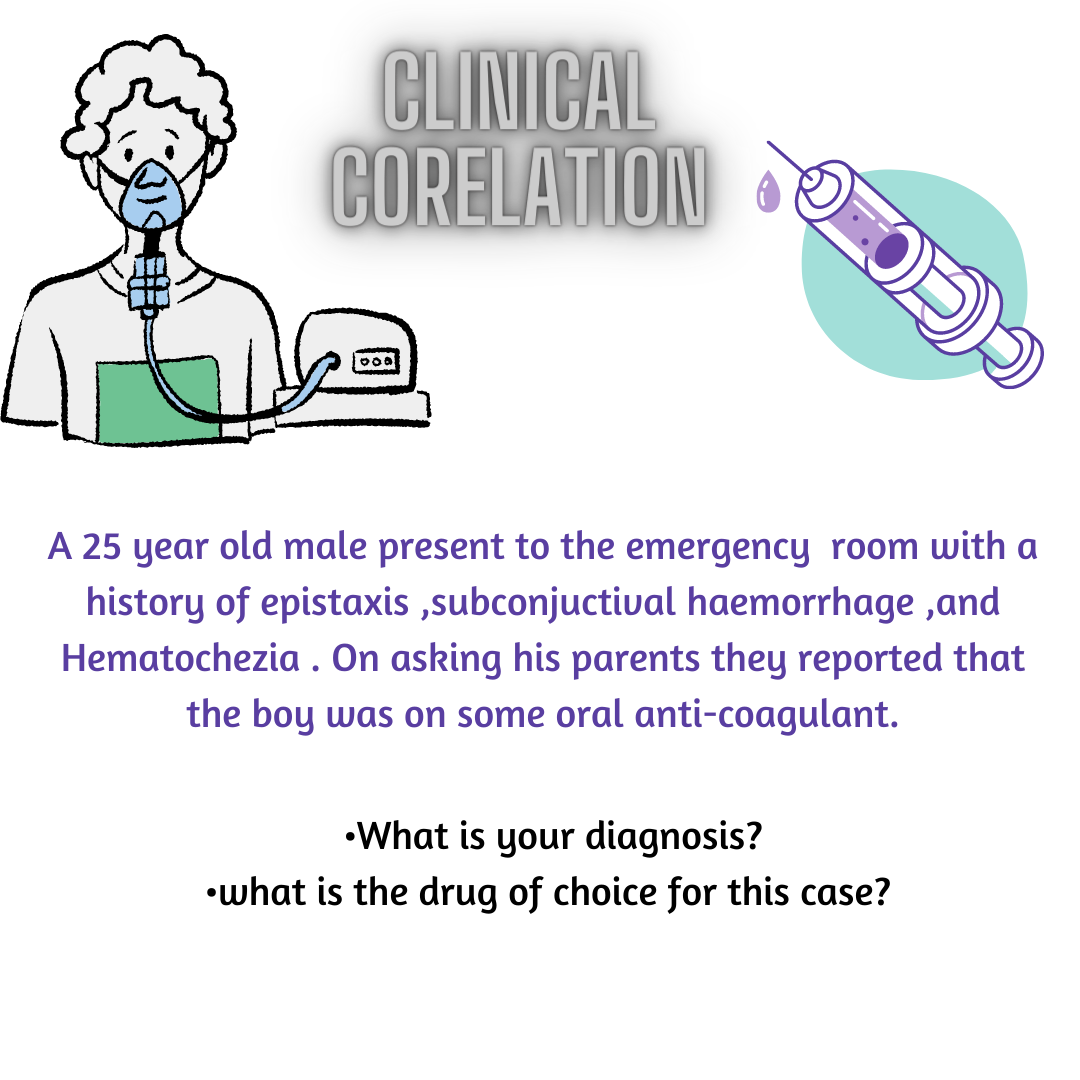 CLINICAL
CORELATION
A 25 year old male present to the emergency  room with a
history of epistaxis ,subconjuctival haemorrhage ,and
Hematochezia . On asking his parents they reported that
the boy was on some oral anti-coagulant.
•What is your diagnosis?
•what is the drug of choice for this case?